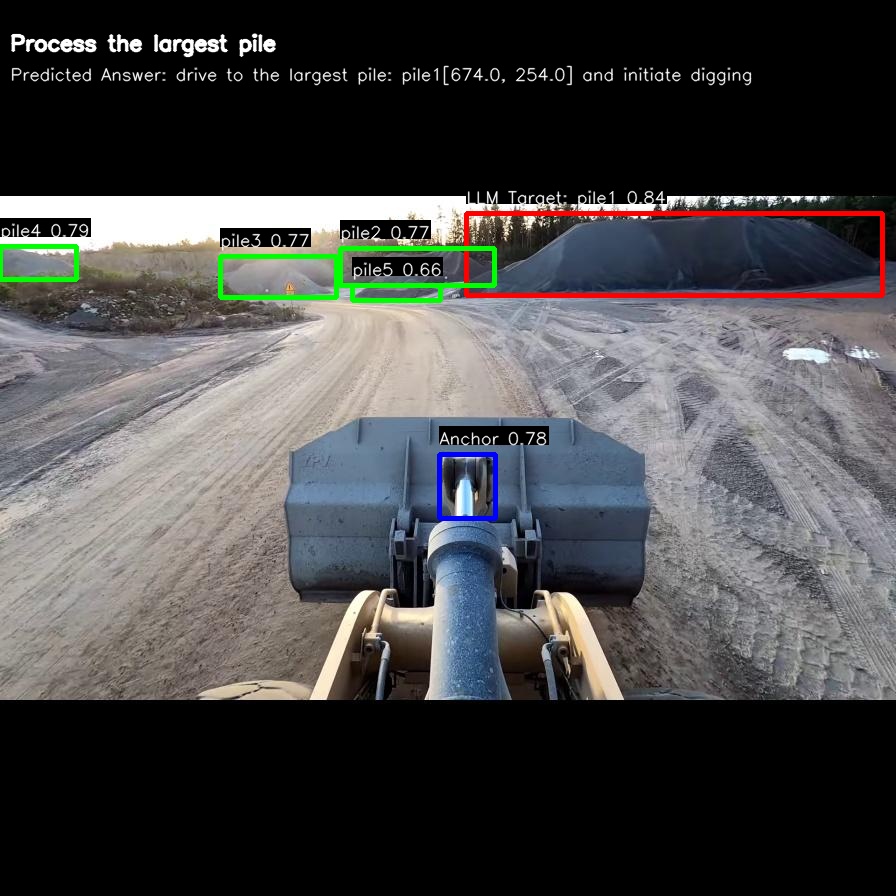 Process the largest pile
Predicted Answer: drive to the largest pile: pile1[674.0, 254.0] and initiate digging
LLM Target: pile1 0.84
pile4 0.79
pile3 0.77
pile2 0.77
pile5 0.66
Anchor 0.78